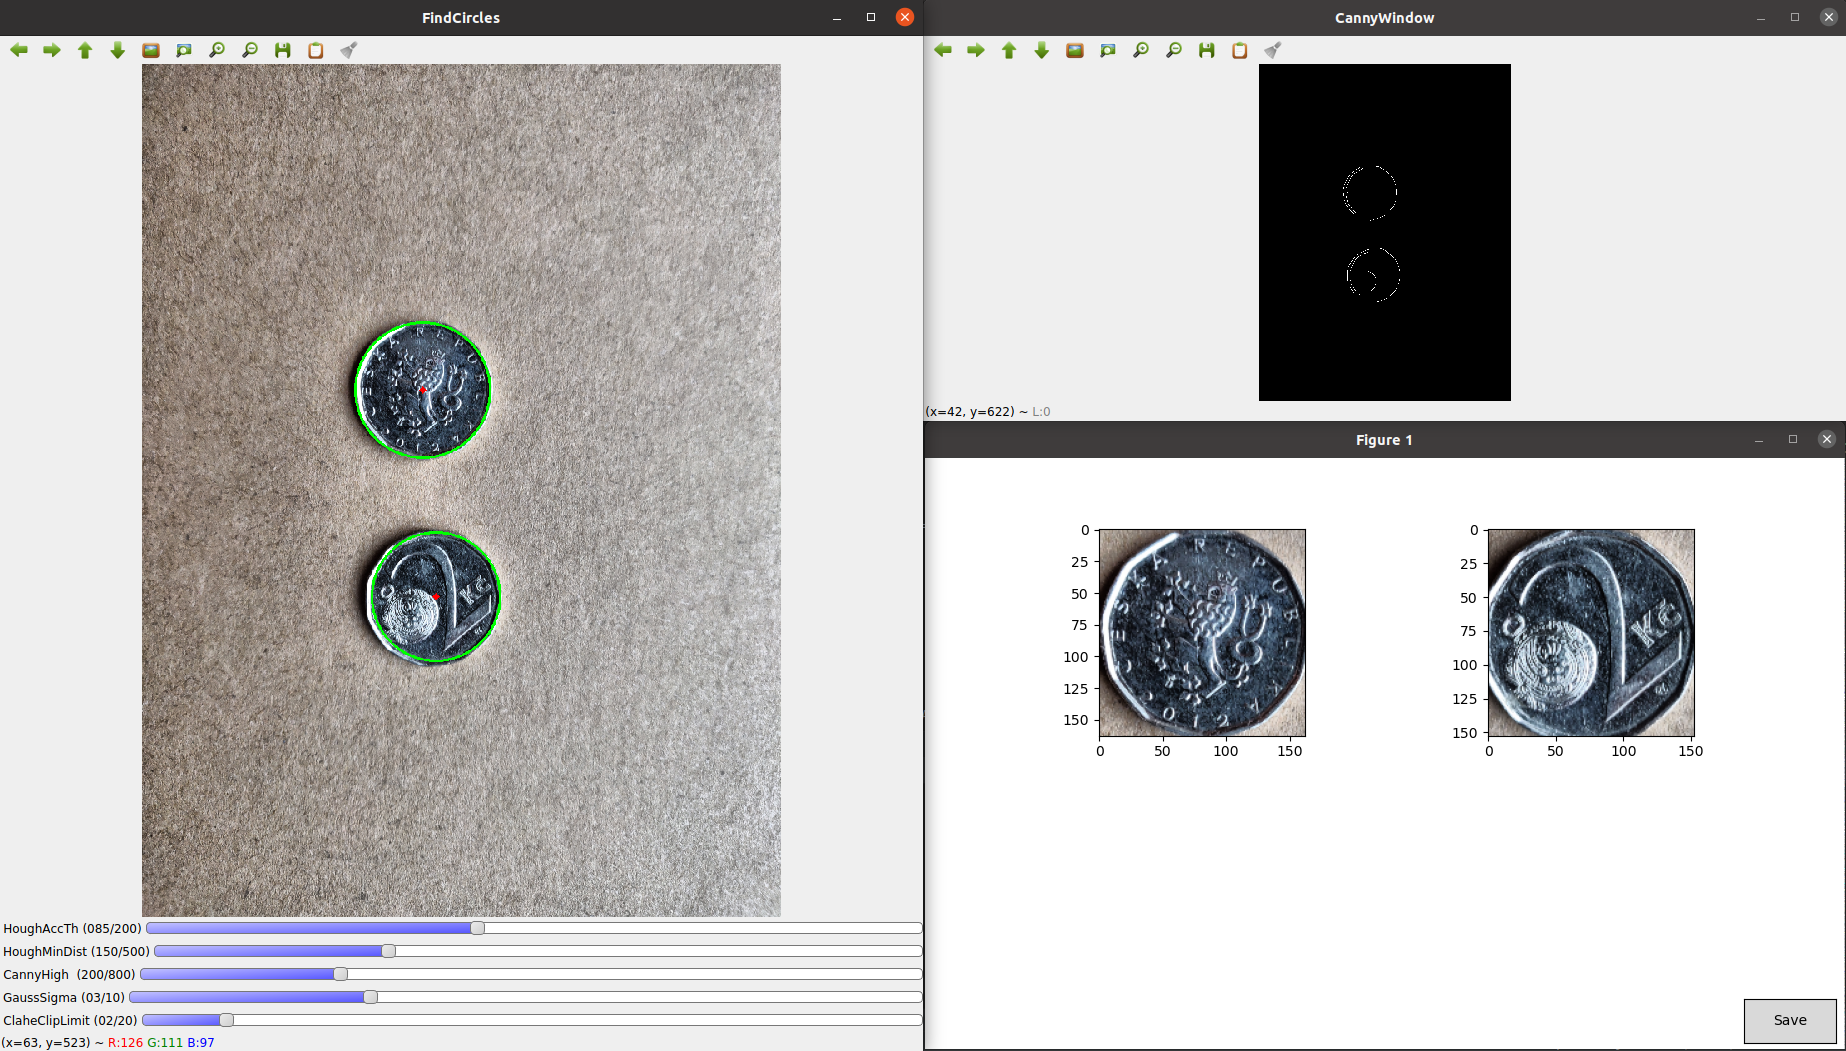 FindCircles
HoughAccTh (085/200)
HoughMinDist (150/500)
CannyHigh (200/800)
GaussSigma (03/10)
ClaheClipLimit (02/20)
(x=63, y=523) ~ R:126 G:111 B:97
CannyWindow
(x=42, y=622) ~ L:0
Figure 1
0
25
50
75
100
125
150
0 50 100 150
0
25
50
75
100
125
150
0 50 100 150
2 Kč
Save